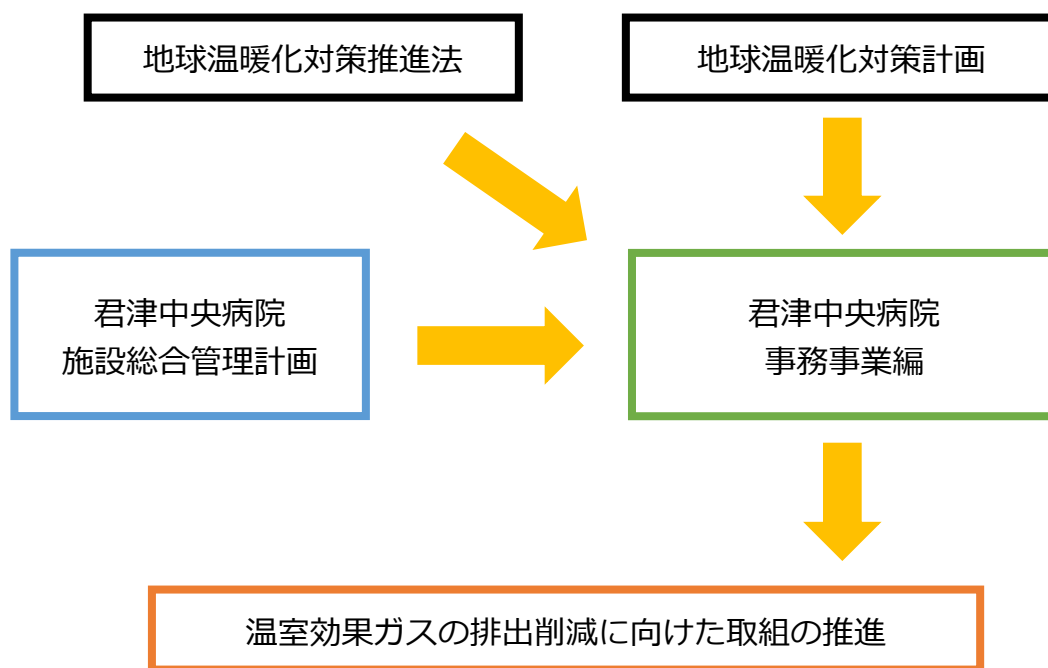 地球温暖化対策推進法
地球温暖化対策計画
君津中央病院
施設総合管理計画
君津中央病院
事務事業編
温室効果ガスの排出削減に向けた取組の推進